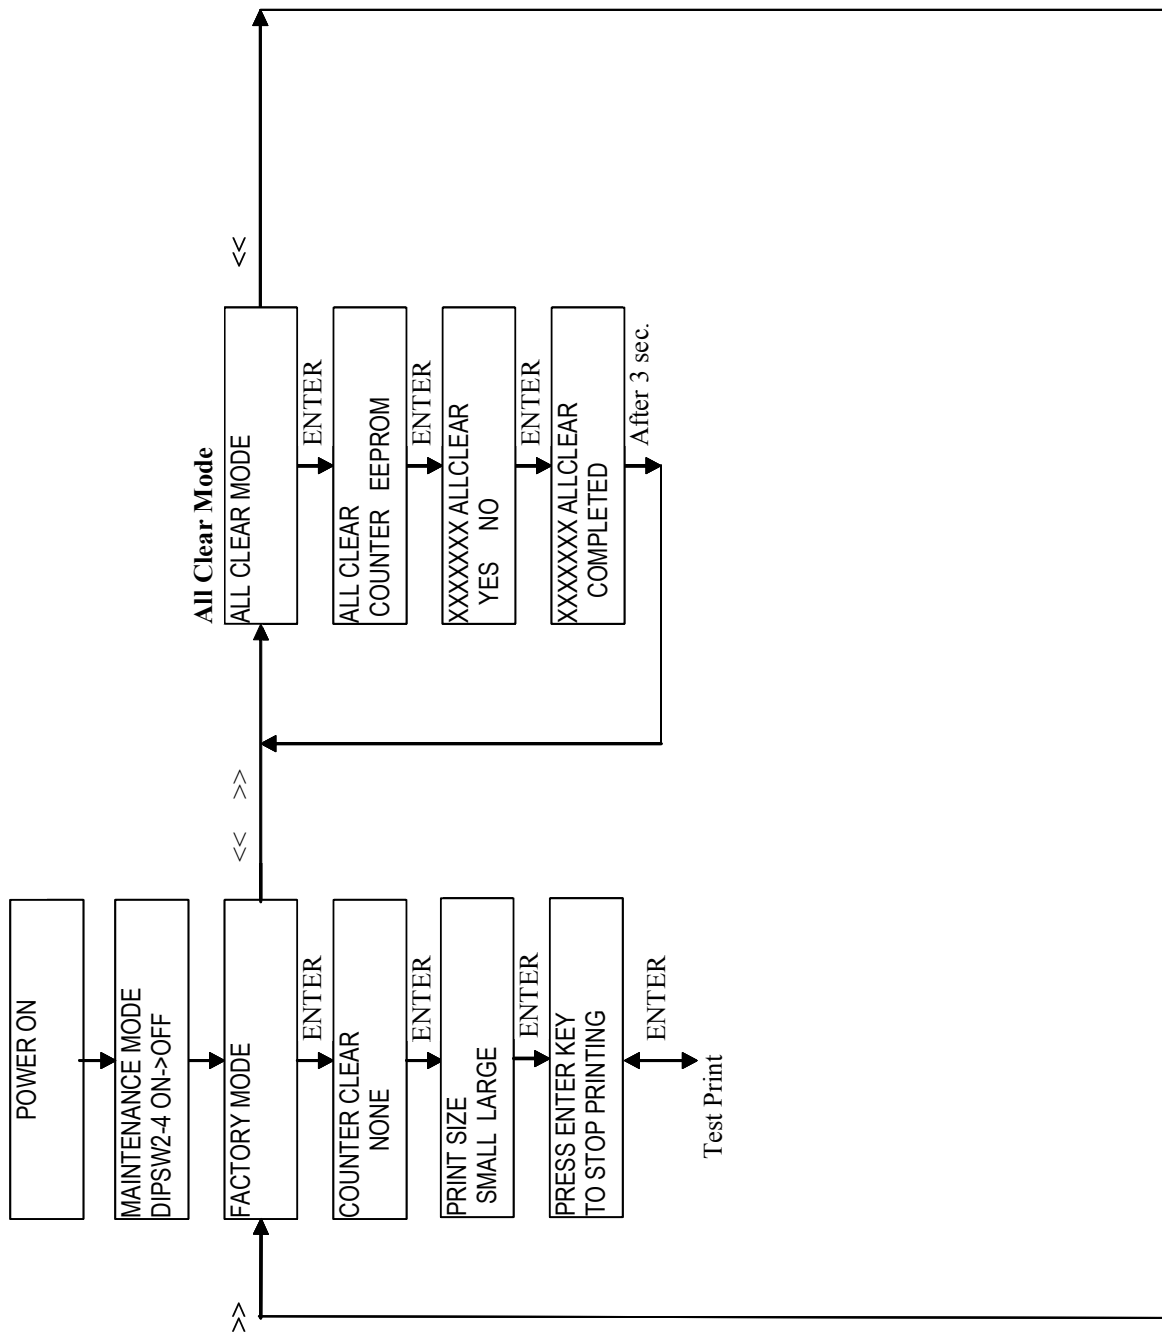 POWER ON
MAINTENANCE MODE
DIPSW2-4 ON->OFF
>>
FACTORY MODE
ENTER
COUNTER CLEAR
NONE
ENTER
PRINT SIZE
SMALL LARGE
ENTER
PRESS ENTER KEY
TO STOP PRINTING
ENTER
Test Print
<< >>
All Clear Mode
ALL CLEAR MODE
<<
ENTER
ALL CLEAR
COUNTER EEPROM
ENTER
XXXXXXX ALLCLEAR
YES NO
ENTER
XXXXXXX ALLCLEAR
COMPLETED
After 3 sec.